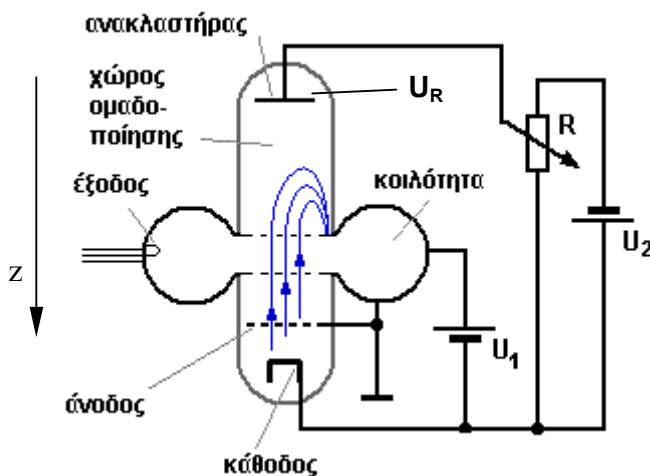 ανακλαστήρας
χώρος
ομαδο-
ποίησης
U_R
R
έξοδος
κοιλότητα
U_2
z
U_1
άνοδος
κάθοδος